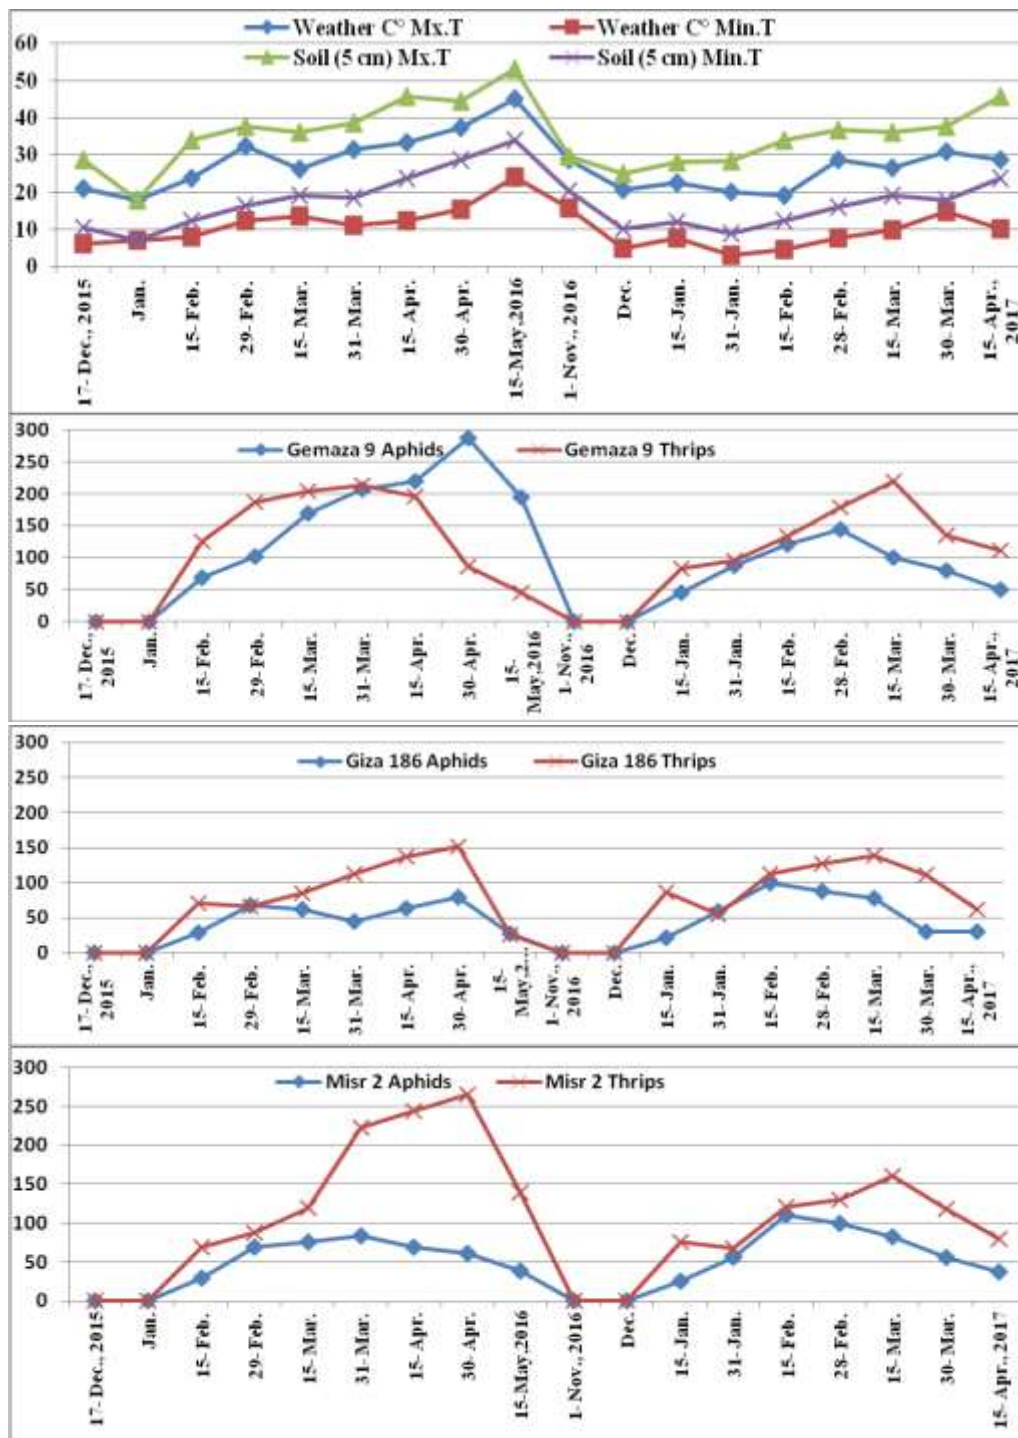 Weather C° Mx.T Weather C° Min.T
Soil (5 cm) Mx.T Soil (5 cm) Min.T
60
50
40
30
20
10
0
17- Dec., 2015
Jan.
15- Feb.
29- Feb.
15- Mar.
31- Mar.
15- Apr.
30- Apr.
15-May,2016
1- Nov., 2016
Dec.
15-Jan.
31-Jan.
15- Feb.
28- Feb.
15- Mar.
30- Mar.
15-Apr.,
2017
Gemaza 9 Aphids Gemaza 9 Thrips
300
250
200
150
100
50
0
17-Dec.,
2015
Jan.
15-Feb.
29- Feb.
15-Mar.
31-Mar.
15-Apr.
30- Apr.
15-
May,2016
1-Nov.,
2016
Dec.
15-Jan.
31-Jan.
15-Feb.
28-Feb.
15-Mar.
30-Mar.
15-Apr.,
2017
Giza 186 Aphids Giza 186 Thrips
300
250
200
150
100
50
0
17-Dec.,
2015
Jan.
15- Feb.
29- Feb.
15-Mar.
31- Mar.
15-Apr.
30- Apr.
15-
May,2...
1-Nov.,
2016
Dec.
15-Jan.
31-Jan.
15- Feb.
28- Feb.
15-Mar.
30-Mar.
15-Apr.,
2017
Misr 2 Aphids Misr 2 Thrips
300
250
200
150
100
50
0
17- Dec., 2015
Jan.
15- Feb.
29- Feb.
15-Mar.
31- Mar.
15- Apr.
30- Apr.
15-May,2016
1-Nov., 2016
Dec.
15-Jan.
31-Jan.
15- Feb.
28- Feb.
15- Mar.
30- Mar.
15- Apr., 2017